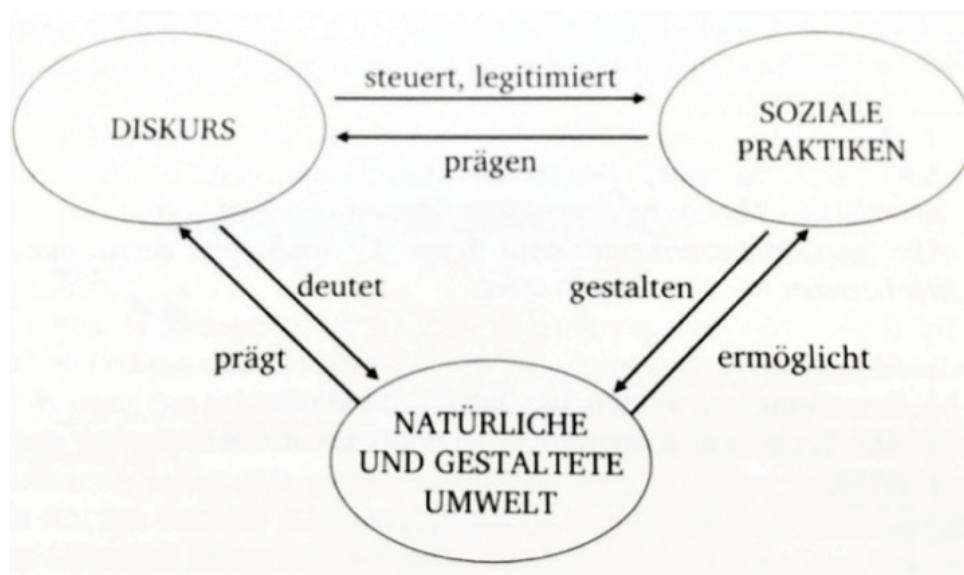 steuert, legitimiert
DISKURS
SOZIALE
PRAKTIKEN
prägen
deutet
gestalten
prägt
ermöglicht
NATÜRLICHE
UND GESTALTETE
UMWELT